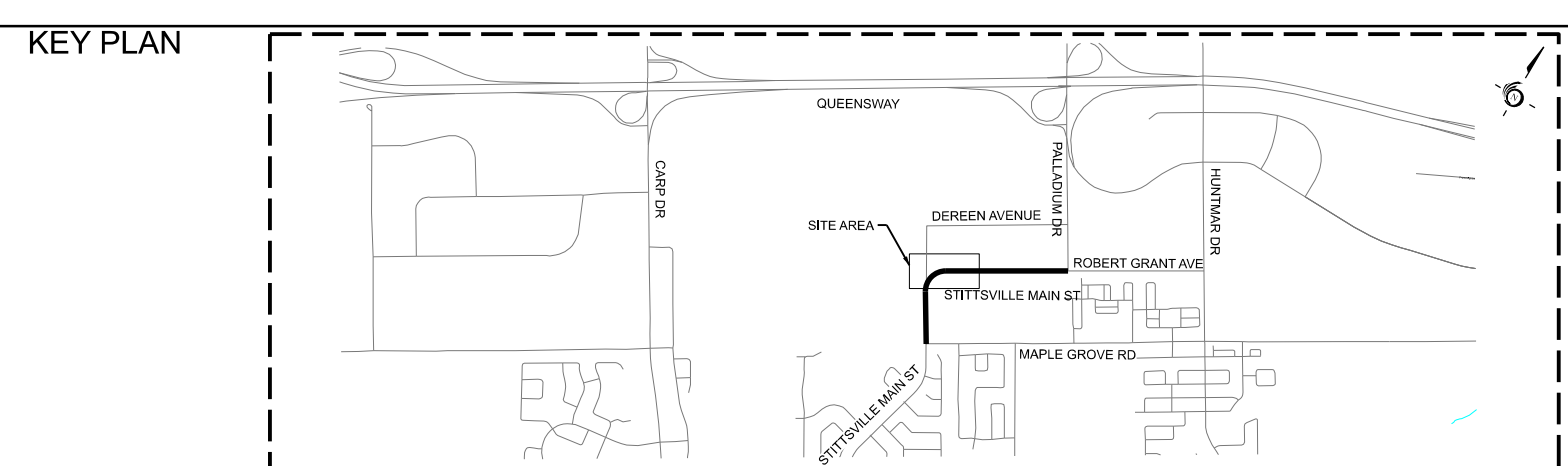 KEY PLAN
QUEENSWAY
N
CARP DR
PALLADIUM DR
HUNTMAR DR
DEREEN AVENUE
SITE AREA
ROBERT GRANT AVE
STITTSVILLE MAIN ST
MAPLE GROVE RD
STITTSVILLE MAIN ST